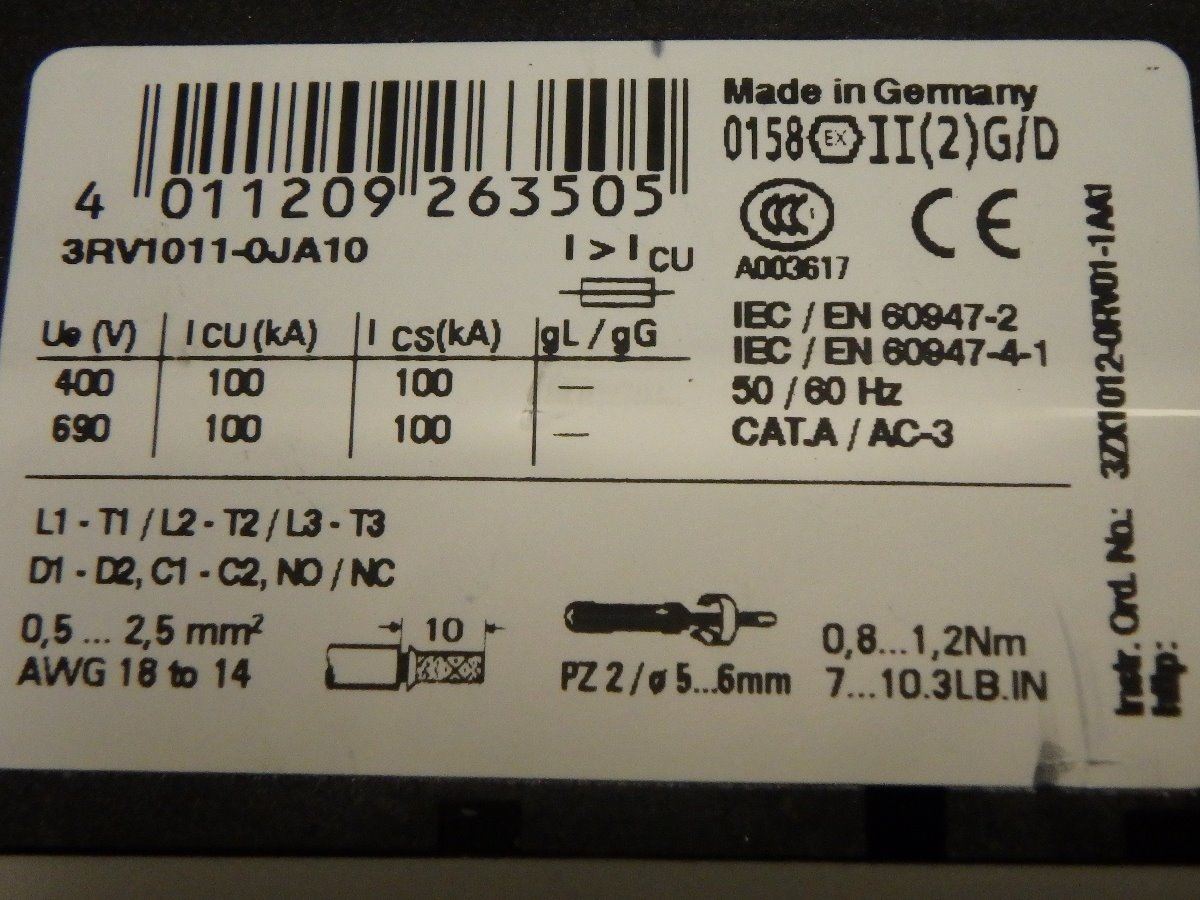 Made in Germany
0158 EX II(2)G/D
4 011209 263505
3RV1011-0JA10
I > I CU
CCC
A003617
CE
Ue (V) I CU (kA) I CS(kA) gL / gG
400 100 100 —
690 100 100 —
IEC / EN 60947-2
IEC / EN 60947-4-1
50 / 60 Hz
CAT.A / AC-3
L1 - T1 / L2 - T2 / L3 - T3
D1 - D2, C1 - C2, NO / NC
0,5 ... 2,5 mm²
AWG 18 to 14
10
PZ 2 / ø 5...6mm
0,8...1,2Nm
7...10.3LB.IN
Instr. Ord. No.: 3ZX1012-0RV01-1AA1